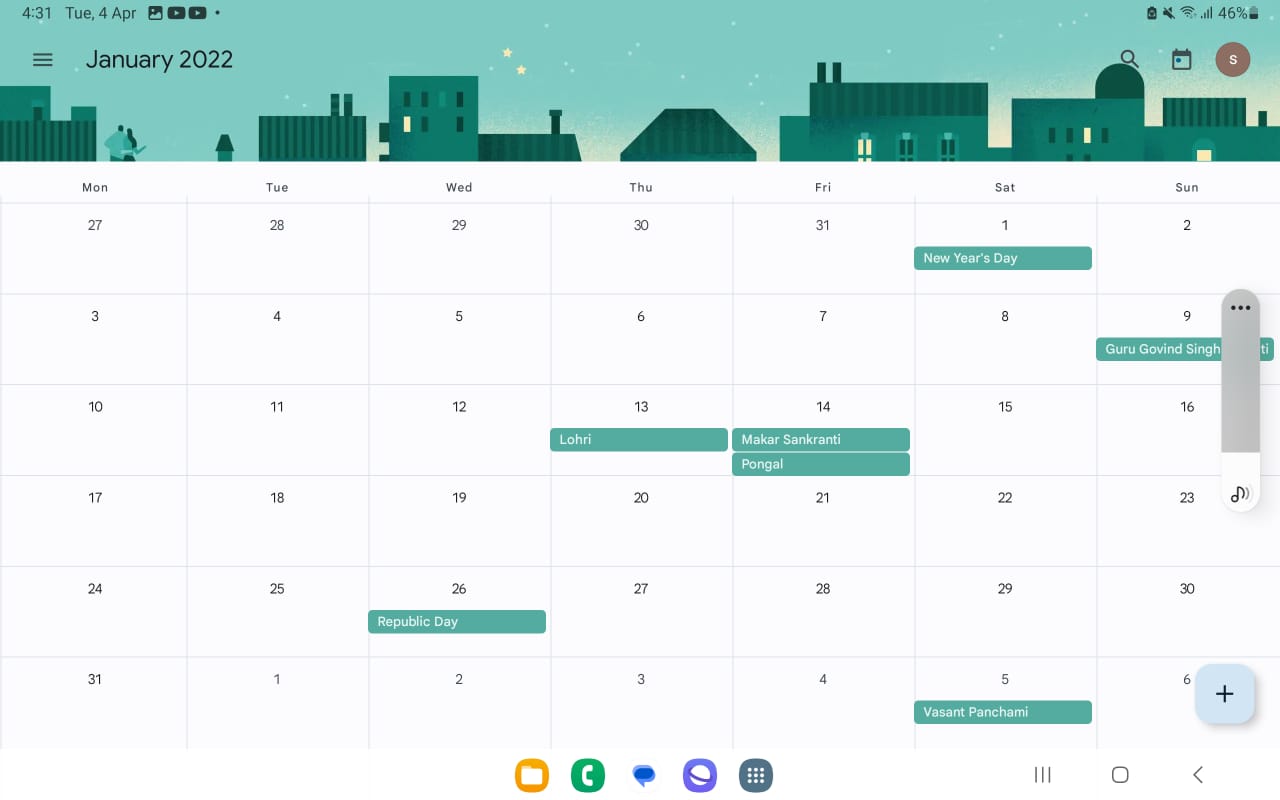 4:31 Tue, 4 Apr 46%
January 2022
S
Mon Tue Wed Thu Fri Sat Sun
27 28 29 30 31 1 2
New Year's Day
3 4 5 6 7 8 9
Guru Govind Singh ti
10 11 12 13 14 15 16
Lohri Makar Sankranti
Pongal
17 18 19 20 21 22 23
24 25 26 27 28 29 30
Republic Day
31 1 2 3 4 5 6
Vasant Panchami